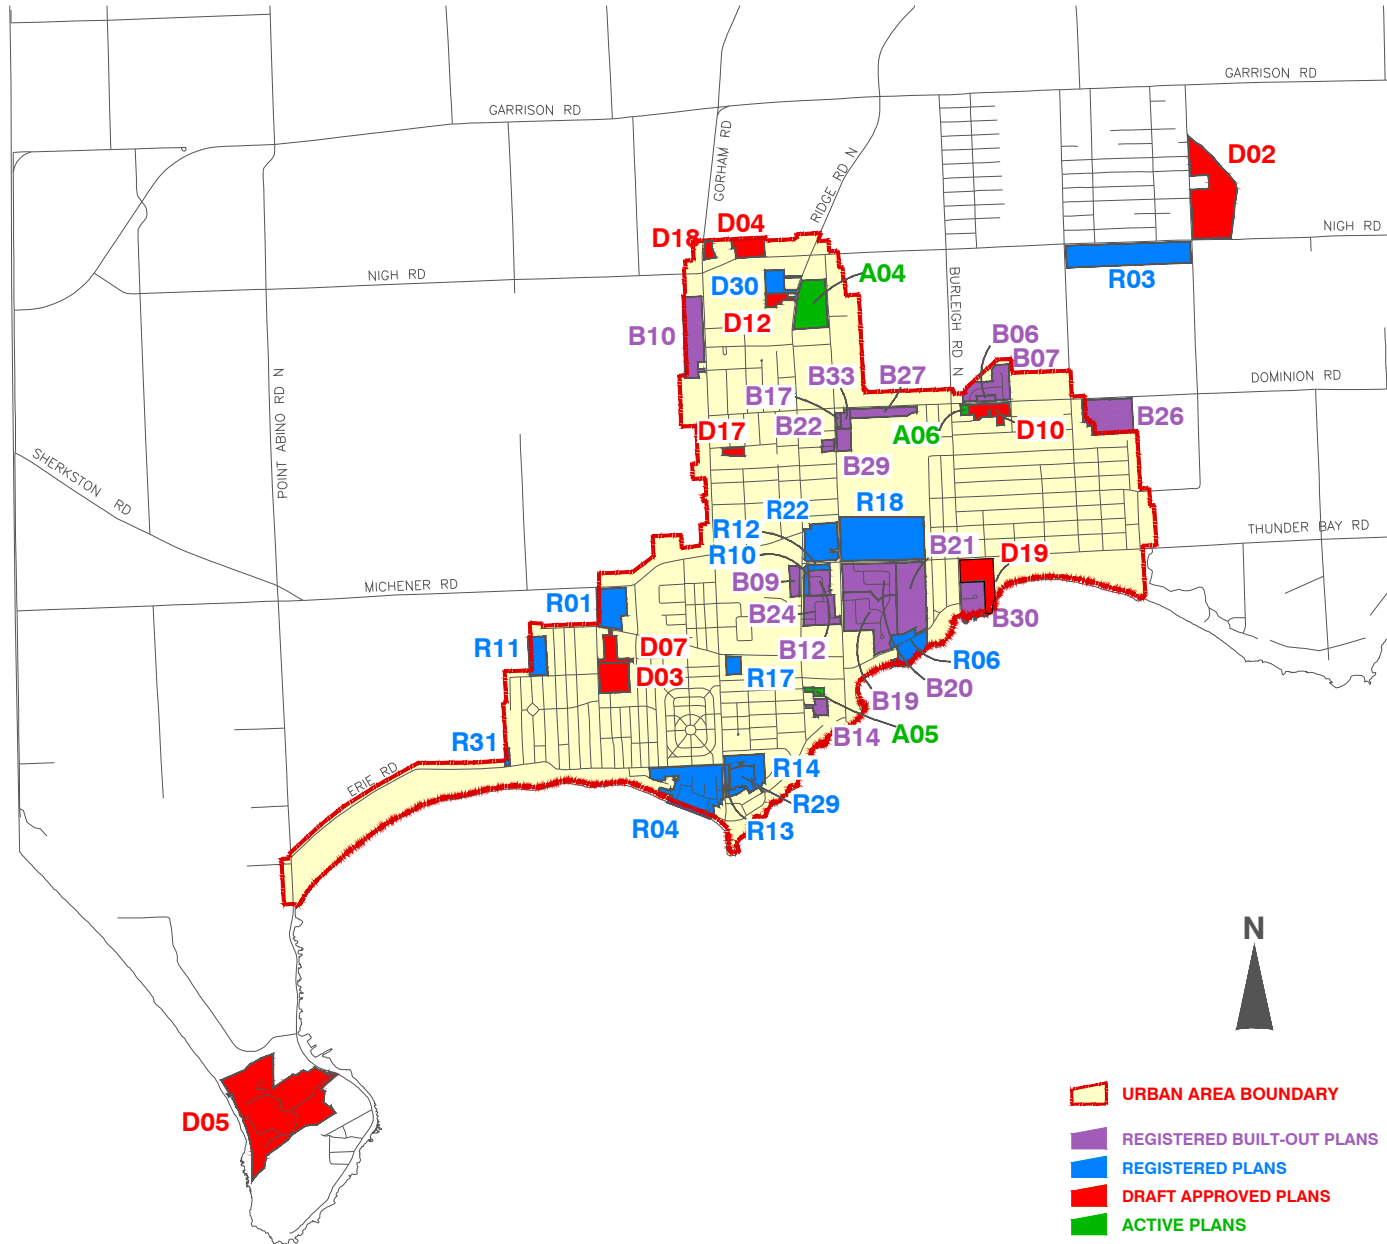 GARRISON RD
GARRISON RD
GORHAM RD
RIDGE RD N
D02
NIGH RD
D18
D04
NIGH RD
D30
A04
R03
D12
BURLEIGH RD N
B10
B06
B07
B33
B27
DOMINION RD
POINT ABINO RD N
B17
B22
D17
A06
D10
B26
B29
SHERKSTON RD
R22
R18
R12
THUNDER BAY RD
R10
B21
D19
MICHENER RD
B09
R01
B24
B30
R11
D07
B12
R06
D03
R17
B20
B19
R31
B14
A05
ERIE RD
R14
R29
R04
R13
N
D05
URBAN AREA BOUNDARY
REGISTERED BUILT-OUT PLANS
REGISTERED PLANS
DRAFT APPROVED PLANS
ACTIVE PLANS